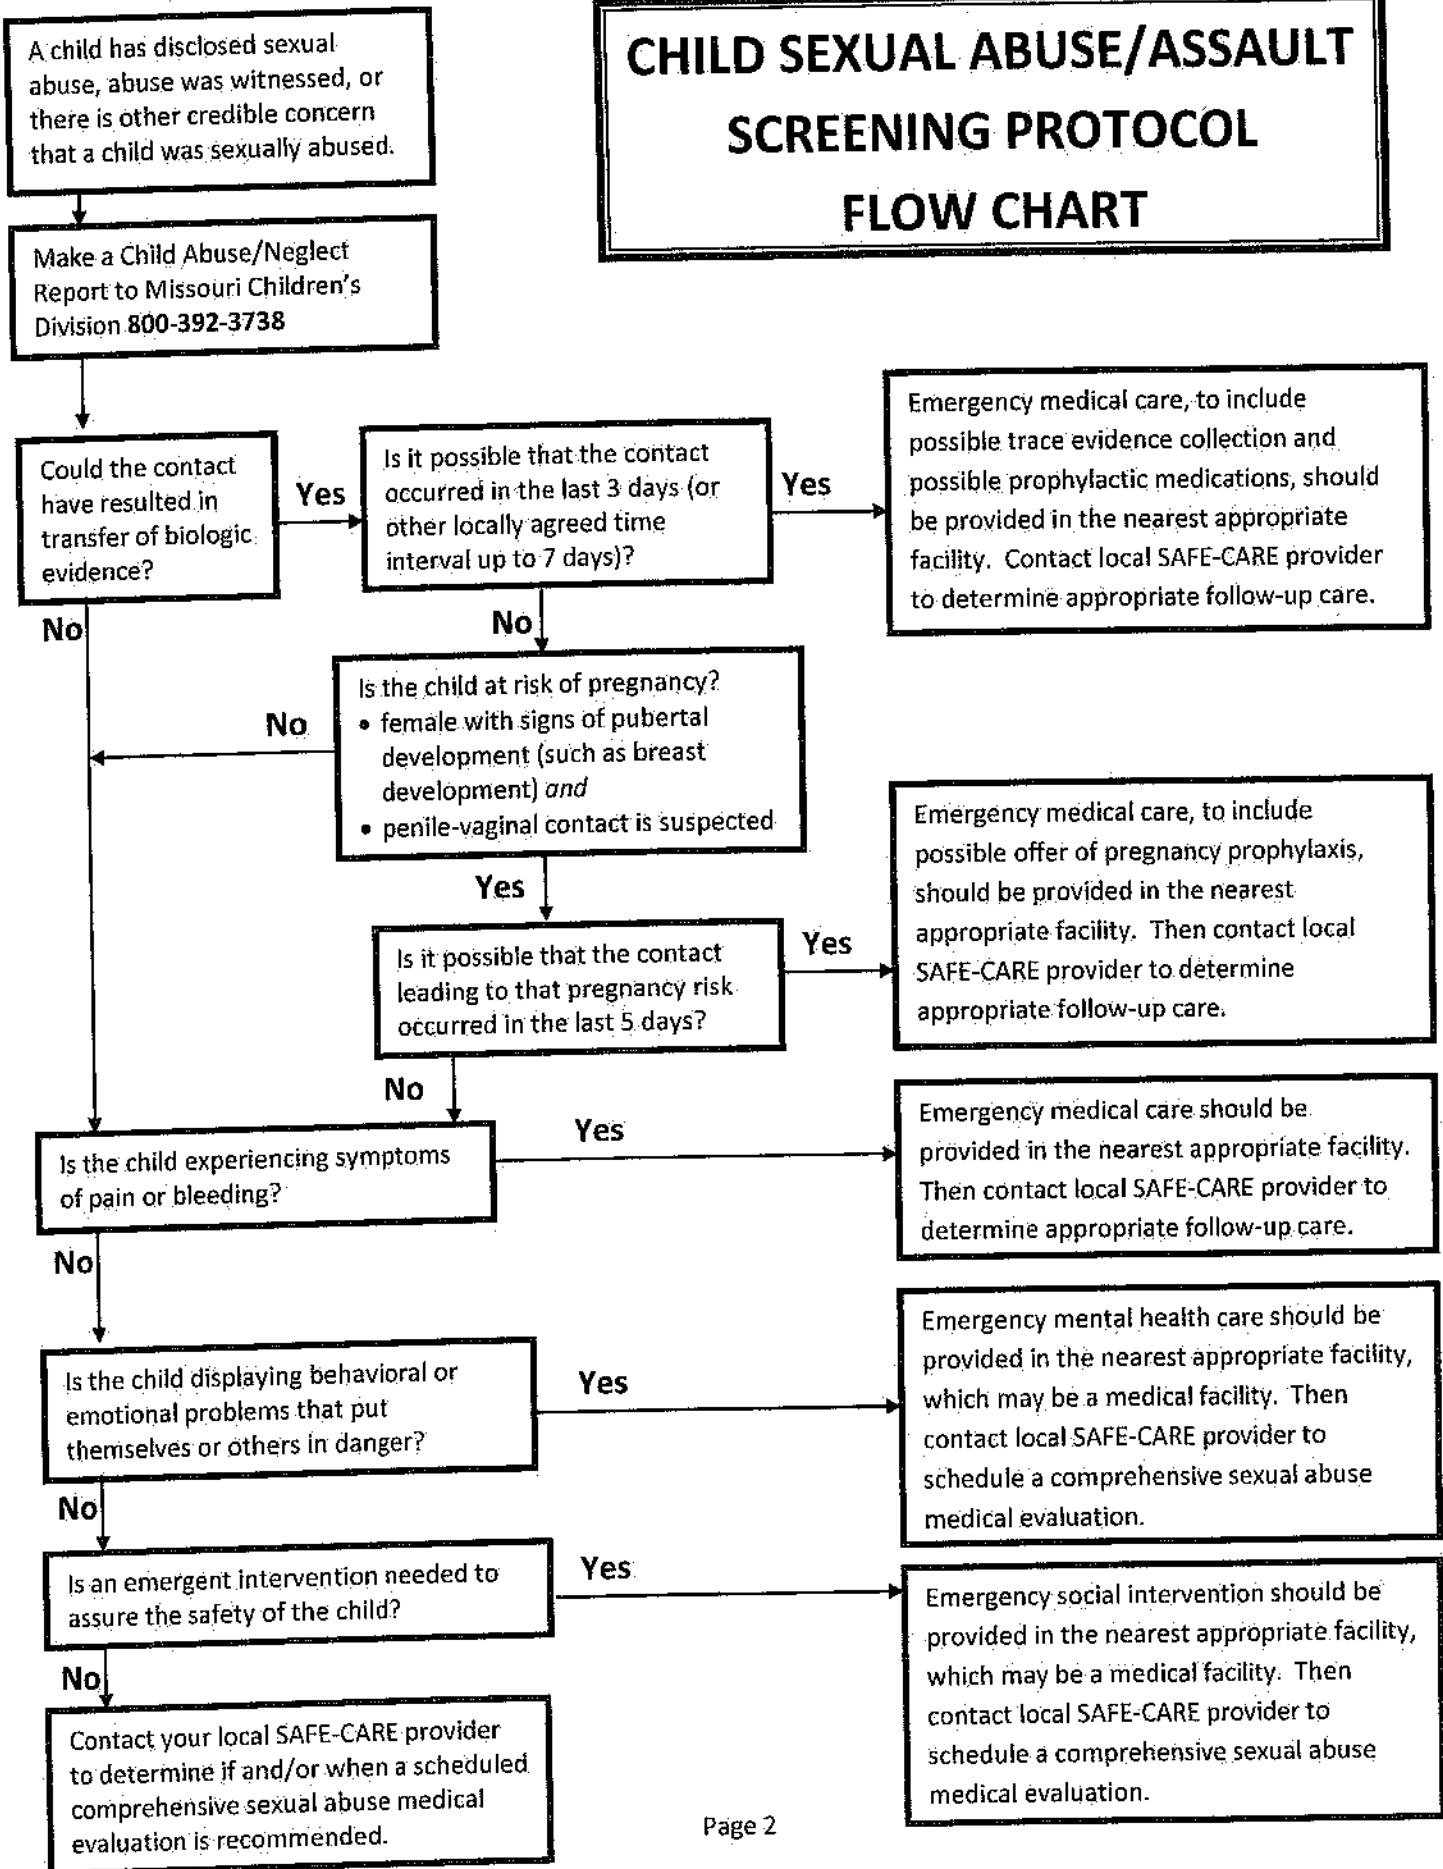 CHILD SEXUAL ABUSE/ASSAULT
SCREENING PROTOCOL
FLOW CHART
A child has disclosed sexual
abuse, abuse was witnessed, or
there is other credible concern
that a child was sexually abused.
Make a Child Abuse/Neglect
Report to Missouri Children's
Division 800-392-3738
Could the contact
have resulted in
transfer of biologic
evidence?
Yes
No
Is it possible that the contact
occurred in the last 3 days (or
other locally agreed time
interval up to 7 days)?
Yes
No
Emergency medical care, to include
possible trace evidence collection and
possible prophylactic medications, should
be provided in the nearest appropriate
facility. Contact local SAFE-CARE provider
to determine appropriate follow-up care.
Is the child at risk of pregnancy?
• female with signs of pubertal
development (such as breast
development) and
• penile-vaginal contact is suspected
No
Yes
Is it possible that the contact
leading to that pregnancy risk
occurred in the last 5 days?
Yes
No
Emergency medical care, to include
possible offer of pregnancy prophylaxis,
should be provided in the nearest
appropriate facility. Then contact local
SAFE-CARE provider to determine
appropriate follow-up care.
Is the child experiencing symptoms
of pain or bleeding?
Yes
No
Emergency medical care should be
provided in the nearest appropriate facility.
Then contact local SAFE-CARE provider to
determine appropriate follow-up care.
Is the child displaying behavioral or
emotional problems that put
themselves or others in danger?
Yes
No
Emergency mental health care should be
provided in the nearest appropriate facility,
which may be a medical facility. Then
contact local SAFE-CARE provider to
schedule a comprehensive sexual abuse
medical evaluation.
Is an emergent intervention needed to
assure the safety of the child?
Yes
No
Emergency social intervention should be
provided in the nearest appropriate facility,
which may be a medical facility. Then
contact local SAFE-CARE provider to
schedule a comprehensive sexual abuse
medical evaluation.
Contact your local SAFE-CARE provider
to determine if and/or when a scheduled
comprehensive sexual abuse medical
evaluation is recommended.
Page 2